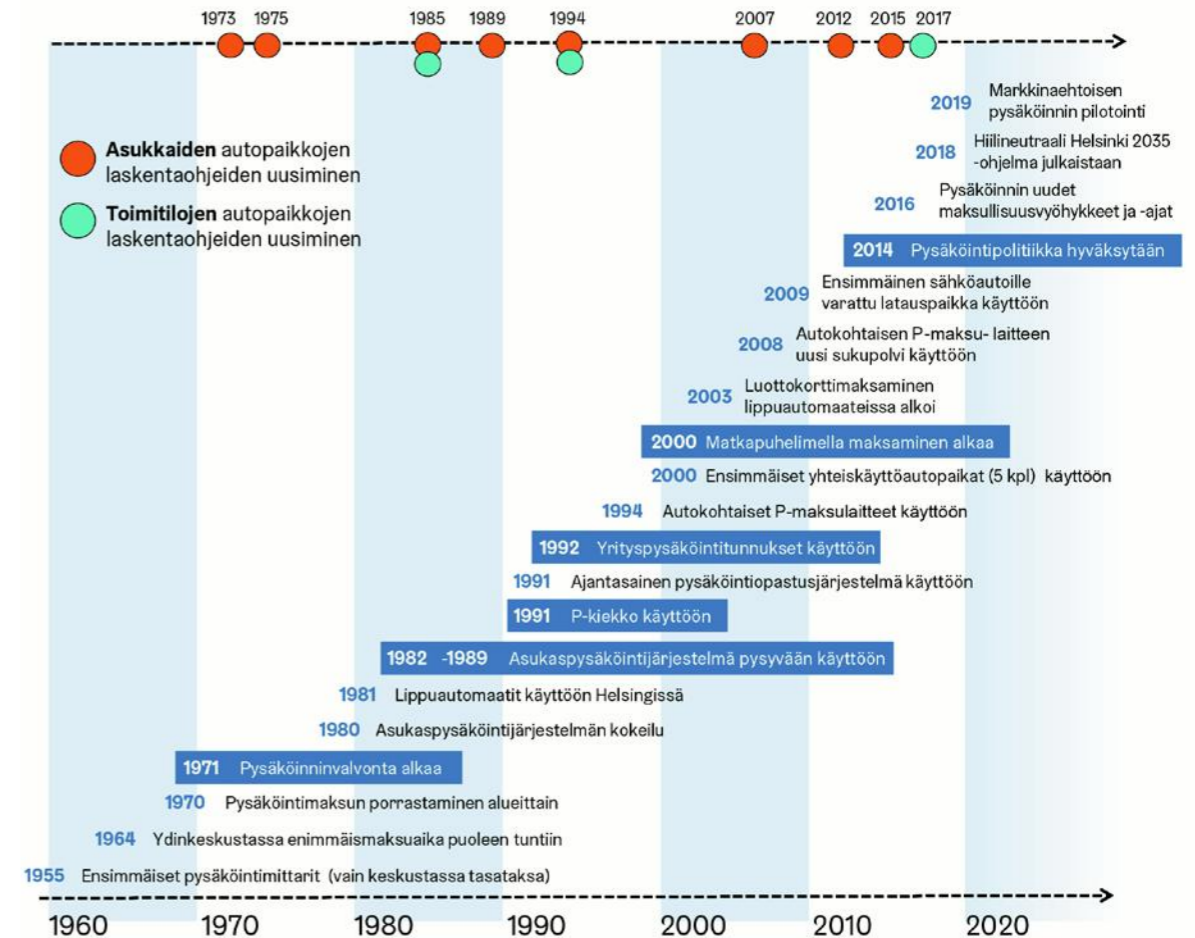 1973 1975 1985 1989 1994 2007 2012 2015 2017
2019 Markkinaehtoisen
pysäköinnin pilotointi
Asukkaiden autopaikkojen
laskentaohjeiden uusiminen
2018 Hiilineutraali Helsinki 2035
-ohjelma julkaistaan
Toimitilojen autopaikkojen
laskentaohjeiden uusiminen
2016 Pysäköinnin uudet
maksullisuusvyöhykkeet ja -ajat
2014 Pysäköintipolitiikka hyväksytään
2009 Ensimmäinen sähköautoille
varattu latauspaikka käyttöön
2008 Autokohtaisen P-maksu- laitteen
uusi sukupolvi käyttöön
2003 Luottokorttimaksaminen
lippuautomaateissa alkoi
2000 Matkapuhelimella maksaminen alkaa
2000 Ensimmäiset yhteiskäyttöautopaikat (5 kpl) käyttöön
1994 Autokohtaiset P-maksulaitteet käyttöön
1992 Yrityspysäköintitunnukset käyttöön
1991 Ajantasainen pysäköintiopastusjärjestelmä käyttöön
1991 P-kiekko käyttöön
1982 -1989 Asukaspysäköintijärjestelmä pysyvään käyttöön
1981 Lippuautomaatit käyttöön Helsingissä
1980 Asukaspysäköintijärjestelmän kokeilu
1971 Pysäköinninvalvonta alkaa
1970 Pysäköintimaksun porrastaminen alueittain
1964 Ydinkeskustassa enimmäismaksuaika puoleen tuntiin
1955 Ensimmäiset pysäköintimittarit (vain keskustassa tasataksa)
1960 1970 1980 1990 2000 2010 2020